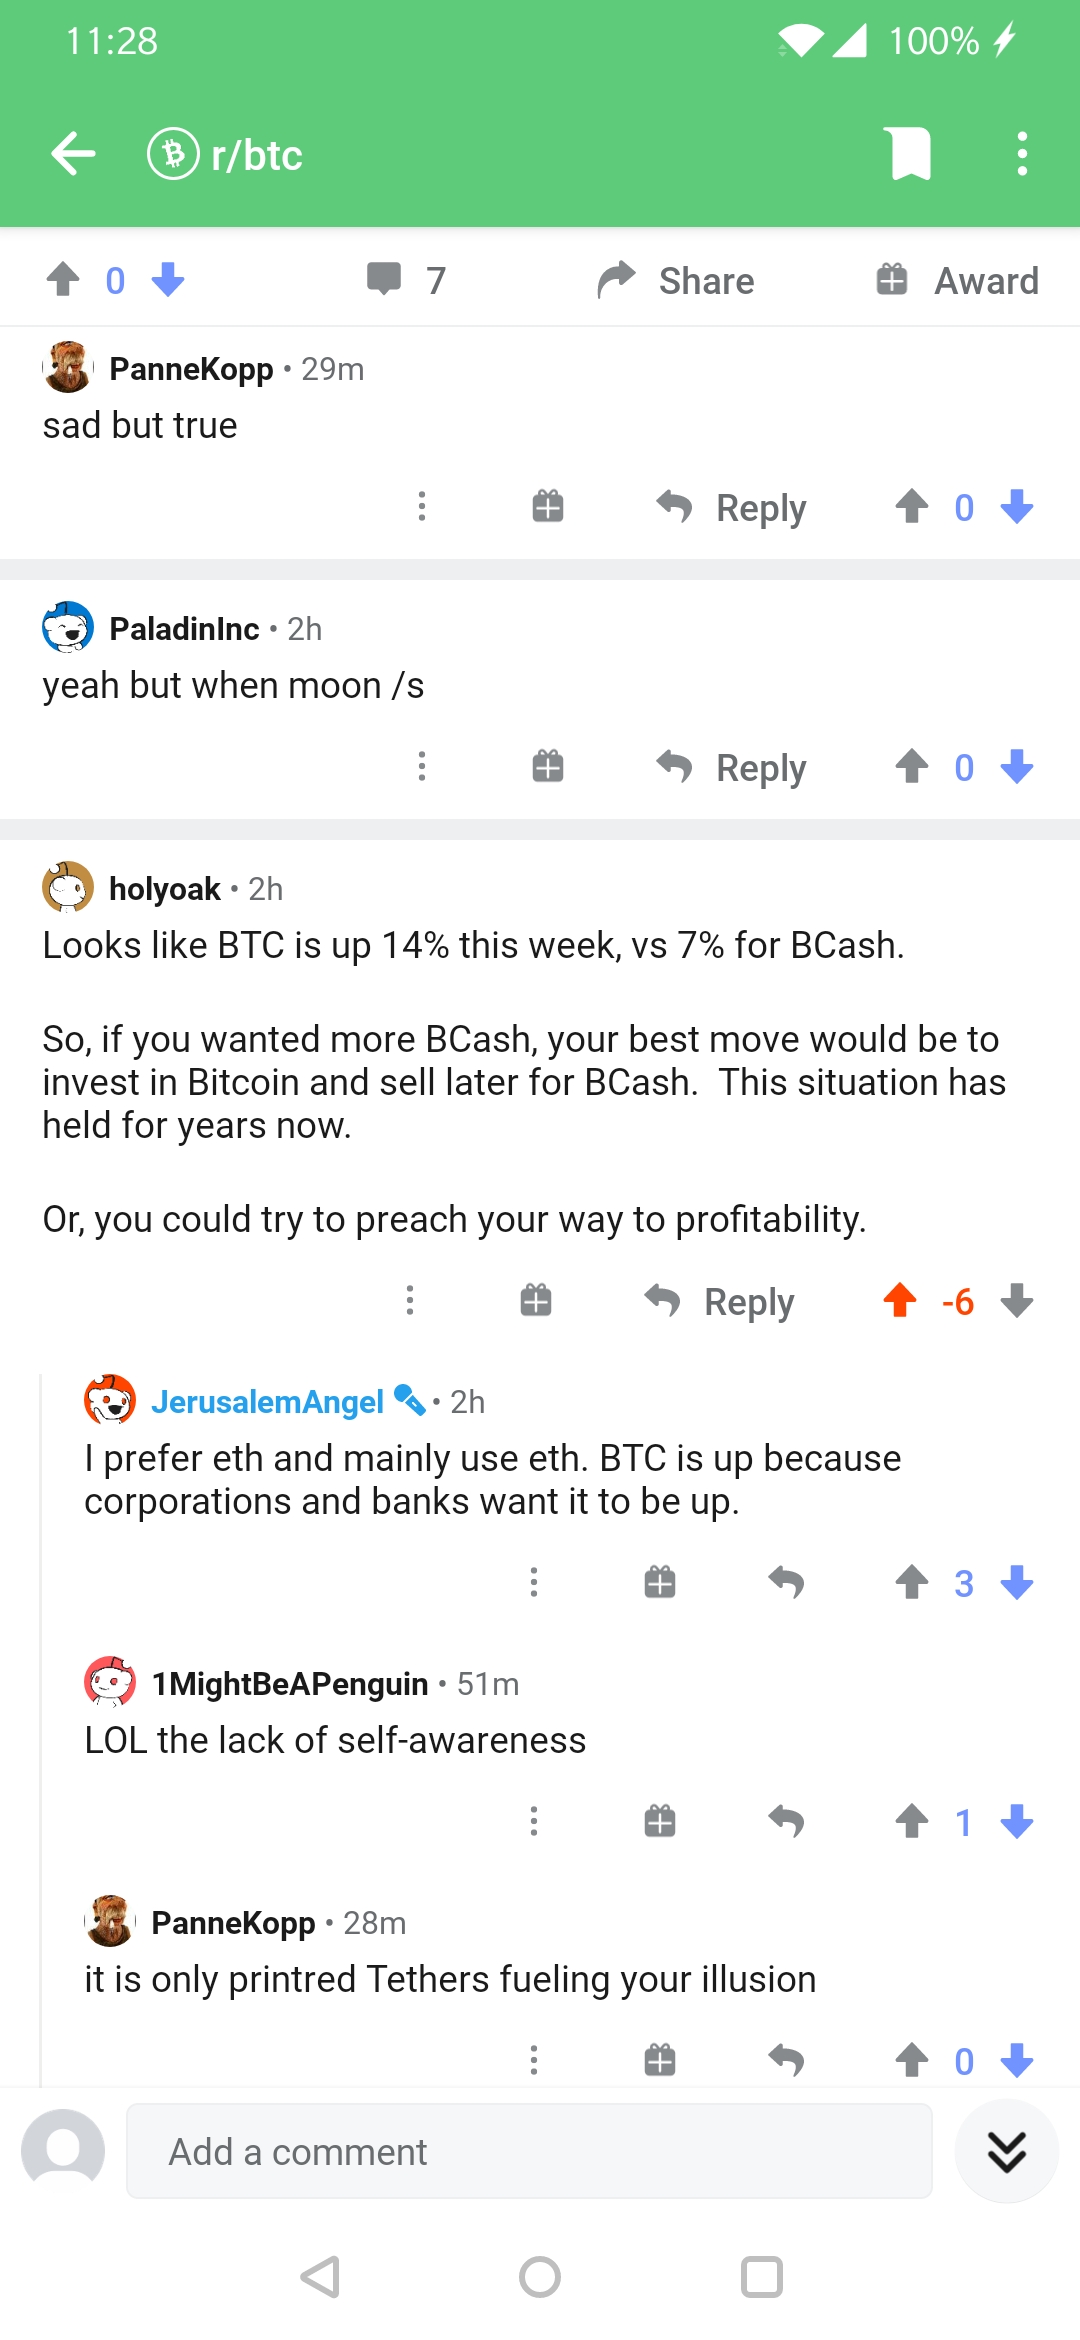 11:28
100%
r/btc
0
7
Share
Award
PanneKopp • 29m
sad but true
Reply
0
PaladinInc • 2h
yeah but when moon /s
Reply
0
holyoak • 2h
Looks like BTC is up 14% this week, vs 7% for BCash.
So, if you wanted more BCash, your best move would be to
invest in Bitcoin and sell later for BCash.  This situation has
held for years now.
Or, you could try to preach your way to profitability.
Reply
-6
JerusalemAngel • 2h
I prefer eth and mainly use eth. BTC is up because
corporations and banks want it to be up.
3
1MightBeAPenguin • 51m
LOL the lack of self-awareness
1
PanneKopp • 28m
it is only printred Tethers fueling your illusion
0
Add a comment